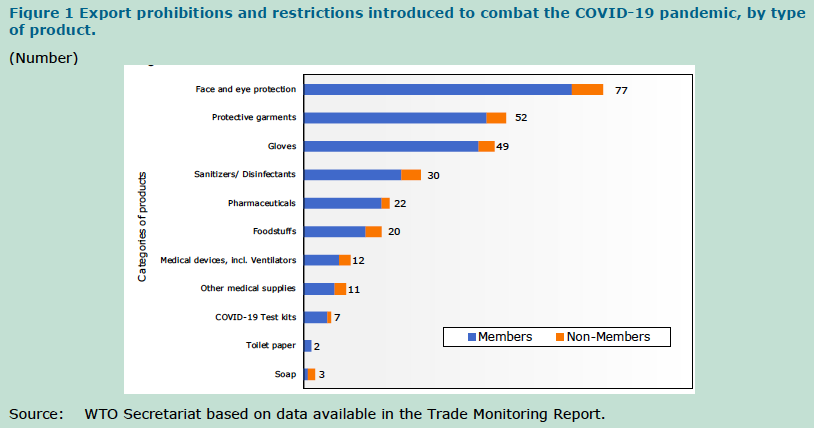 Figure 1 Export prohibitions and restrictions introduced to combat the COVID-19 pandemic, by type
of product.
(Number)
Categories of products
Face and eye protection 77
Protective garments 52
Gloves 49
Sanitizers/ Disinfectants 30
Pharmaceuticals 22
Foodstuffs 20
Medical devices, incl. Ventilators 12
Other medical supplies 11
COVID-19 Test kits 7
Toilet paper 2
Soap 3
Members Non-Members
Source: WTO Secretariat based on data available in the Trade Monitoring Report.